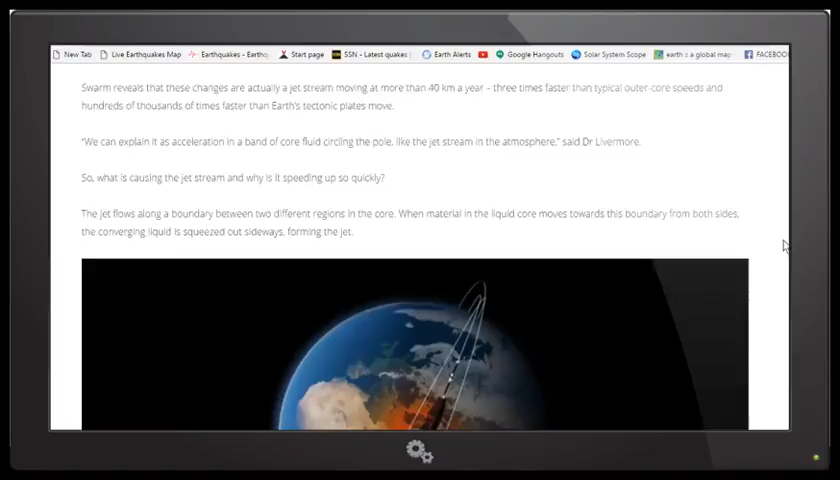 New Tab Live Earthquakes Map Earthquakes - Earthq Start page SSN - Latest quakes | Earth Alerts Google Hangouts Solar System Scope earth :: a global map FACEBOO
Swarm reveals that these changes are actually a jet stream moving at more than 40 km a year – three times faster than typical outer-core speeds and
hundreds of thousands of times faster than Earth's tectonic plates move.
"We can explain it as acceleration in a band of core fluid circling the pole, like the jet stream in the atmosphere," said Dr Livermore.
So, what is causing the jet stream and why is it speeding up so quickly?
The jet flows along a boundary between two different regions in the core. When material in the liquid core moves towards this boundary from both sides,
the converging liquid is squeezed out sideways, forming the jet.